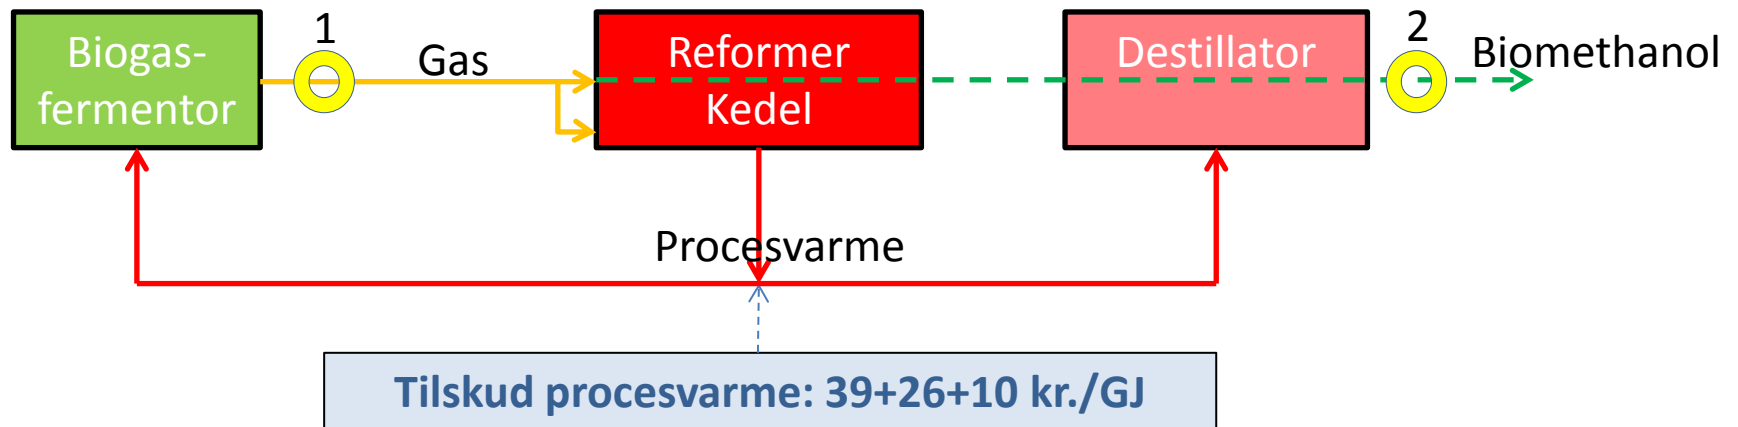 Biogas-
fermentor
1
Gas
Reformer
Kedel
Destillator
2
Biomethanol
Procesvarme
Tilskud procesvarme: 39+26+10 kr./GJ